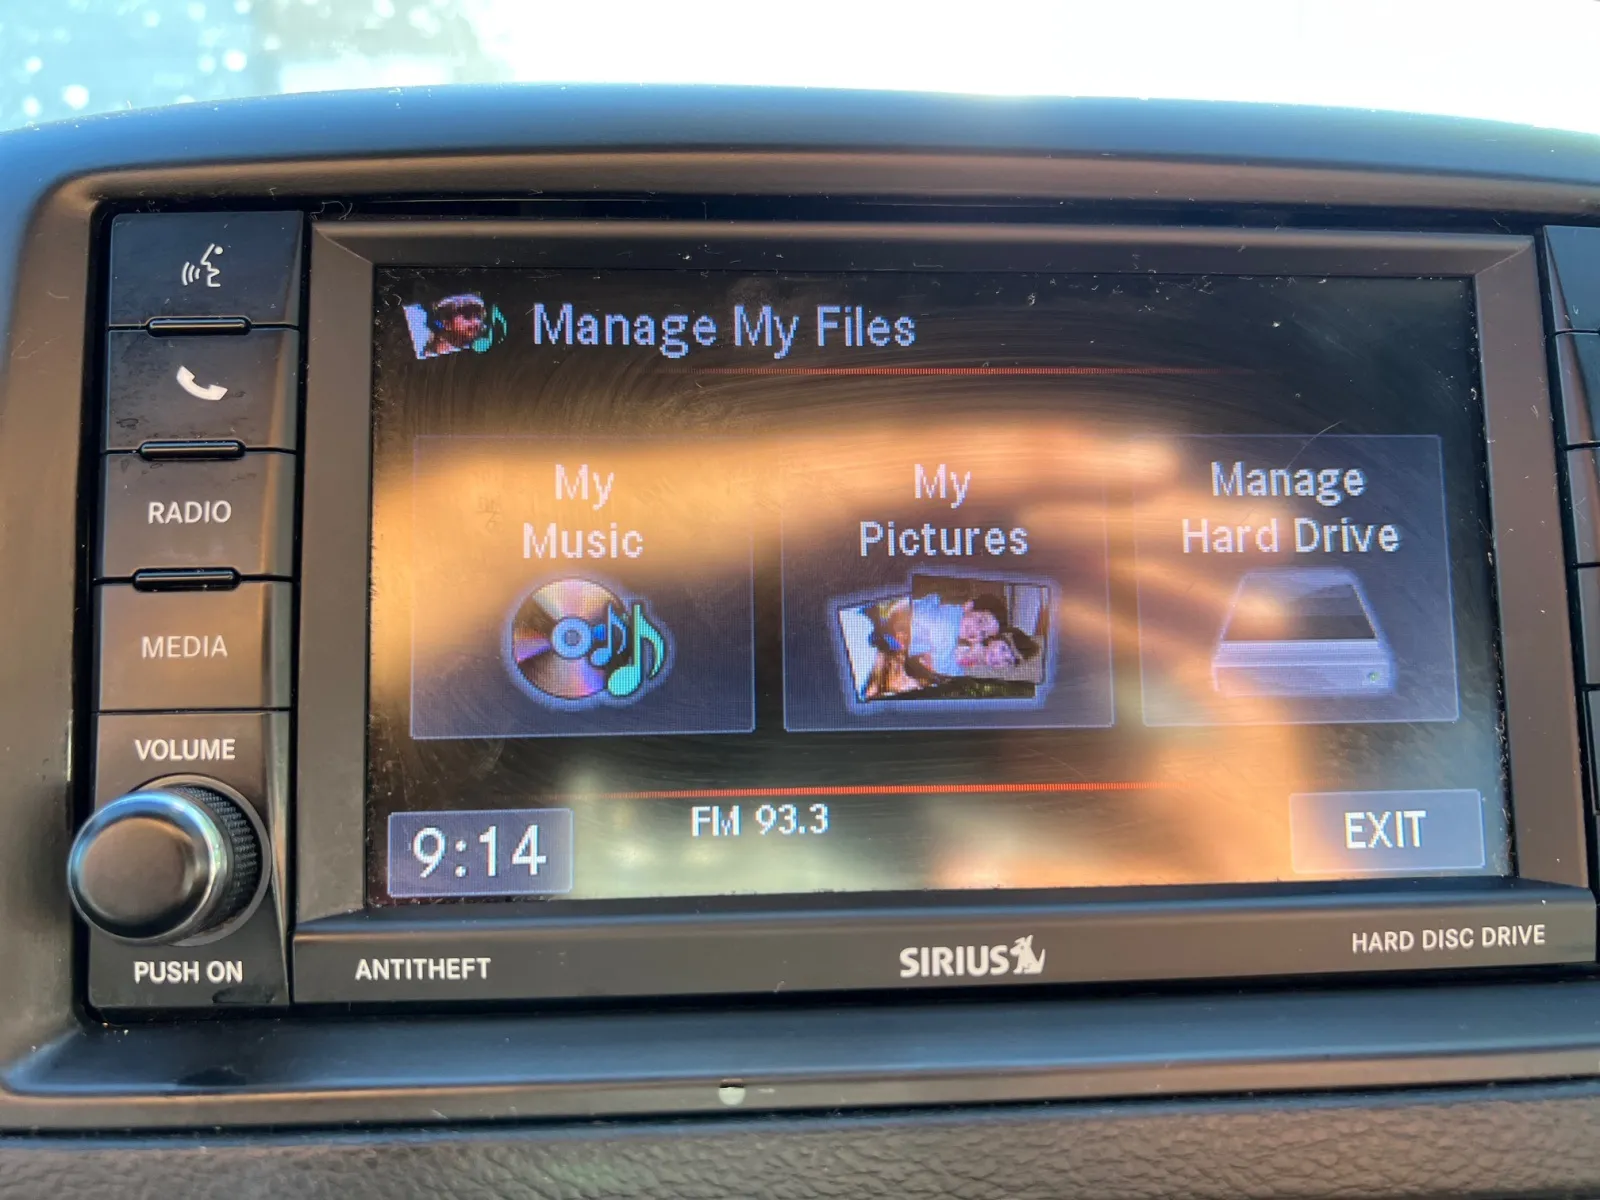 Manage My Files
My
Music
My
Pictures
Manage
Hard Drive
RADIO
MEDIA
VOLUME
PUSH ON
9:14
FM 93.3
EXIT
ANTITHEFT
SIRIUS
HARD DISC DRIVE